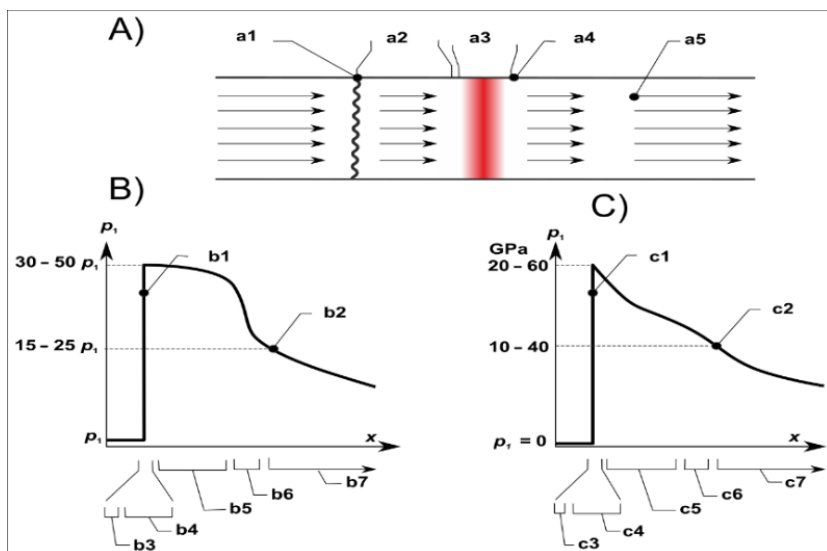 A)
a1 a2 a3 a4 a5
B) C)
p₁
30 – 50 p₁
15 – 25 p₁
p₁
b1
b2
x
b3
b4
b5
b6
b7
GPa
p₁
20 – 60
10 – 40
p₁ = 0
c1
c2
x
c3
c4
c5
c6
c7